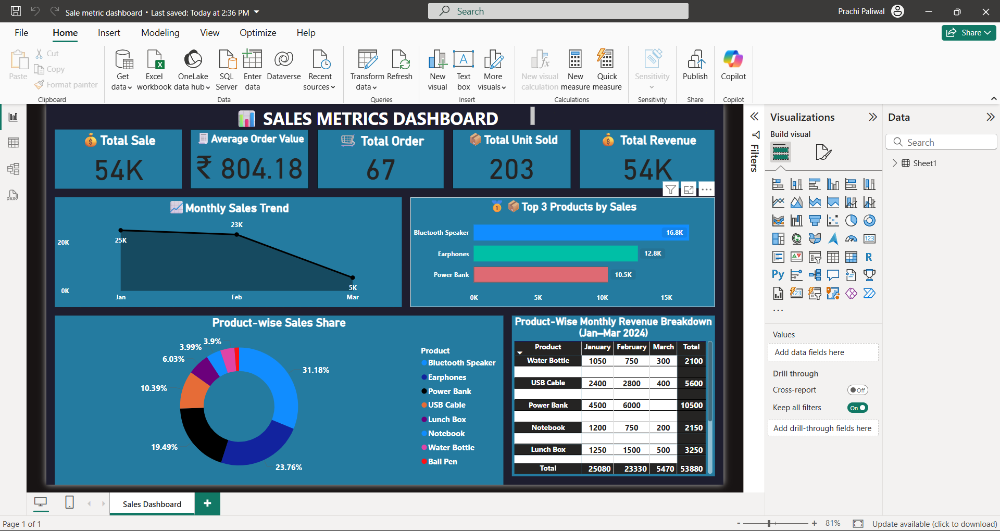 Sale metric dashboard • Last saved: Today at 2:36 PM
Search
Prachi Paliwal
File Home Insert Modeling View Optimize Help
Share
Paste
Cut
Copy
Format painter
Clipboard
Get data
Excel workbook
OneLake data hub
SQL Server
Enter data
Dataverse
Recent sources
Data
Transform data
Refresh
Queries
New visual
Text box
More visuals
Insert
New visual calculation
New measure
Quick measure
Calculations
Sensitivity
Sensitivity
Publish
Share
Copilot
Copilot
SALES METRICS DASHBOARD
Total Sale
54K
Average Order Value
₹ 804.18
Total Order
67
Total Unit Sold
203
Total Revenue
54K
Monthly Sales Trend
20K
0K
25K
23K
5K
Jan Feb Mar
Top 3 Products by Sales
Bluetooth Speaker 16.8K
Earphones 12.8K
Power Bank 10.5K
0K 5K 10K 15K
Product-wise Sales Share
3.9%
3.99%
6.03%
10.39%
19.49%
31.18%
23.76%
Product
Bluetooth Speaker
Earphones
Power Bank
USB Cable
Lunch Box
Notebook
Water Bottle
Ball Pen
Product-Wise Monthly Revenue Breakdown
(Jan–Mar 2024)
Product January February March Total
Water Bottle 1050 750 300 2100
USB Cable 2400 2800 400 5600
Power Bank 4500 6000 10500
Notebook 1200 750 200 2150
Lunch Box 1250 1500 500 3250
Total 25080 23330 5470 53880
Filters
Visualizations
Build visual
123
R
Py
123
Values
Add data fields here
Drill through
Cross-report Off
Keep all filters On
Add drill-through fields here
Data
Search
Sheet1
DAX
Sales Dashboard +
Page 1 of 1
- + 81%
Update available (click to download)